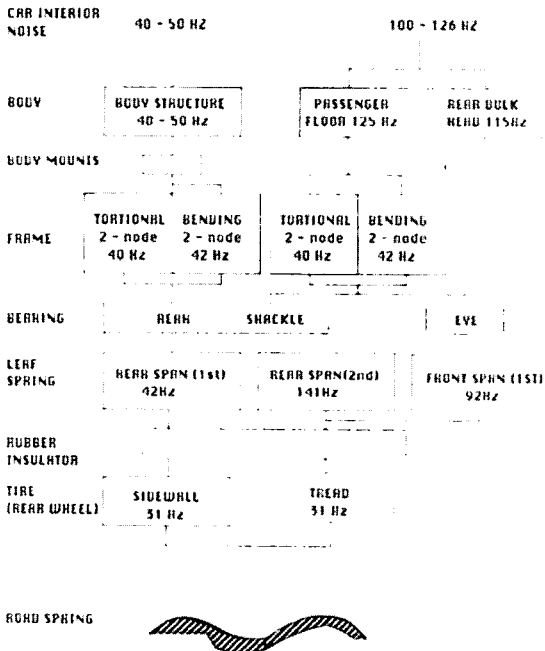 CAR INTERIOR
NOISE
40 - 50 HZ
100 - 126 HZ
BODY
BODY STRUCTURE
40 - 50 Hz
PASSENGER
FLOOR 125 Hz
REAR BULK
HEAD 115Hz
BODY MOUNTS
FRAME
TORTIONAL
2 - node
40 Hz
BENDING
2 - node
42 Hz
TORTIONAL
2 - node
40 Hz
BENDING
2 - node
42 Hz
BEARING
REAR
SHACKLE
EYE
LEAF
SPRING
REAR SPAN (1st)
42Hz
REAR SPAN(2nd)
141Hz
FRONT SPAN (1ST)
92Hz
RUBBER
INSULATOR
TIRE
(REAR WHEEL)
SIDEWALL
31 Hz
TREAD
31 Hz
ROAD SPRING